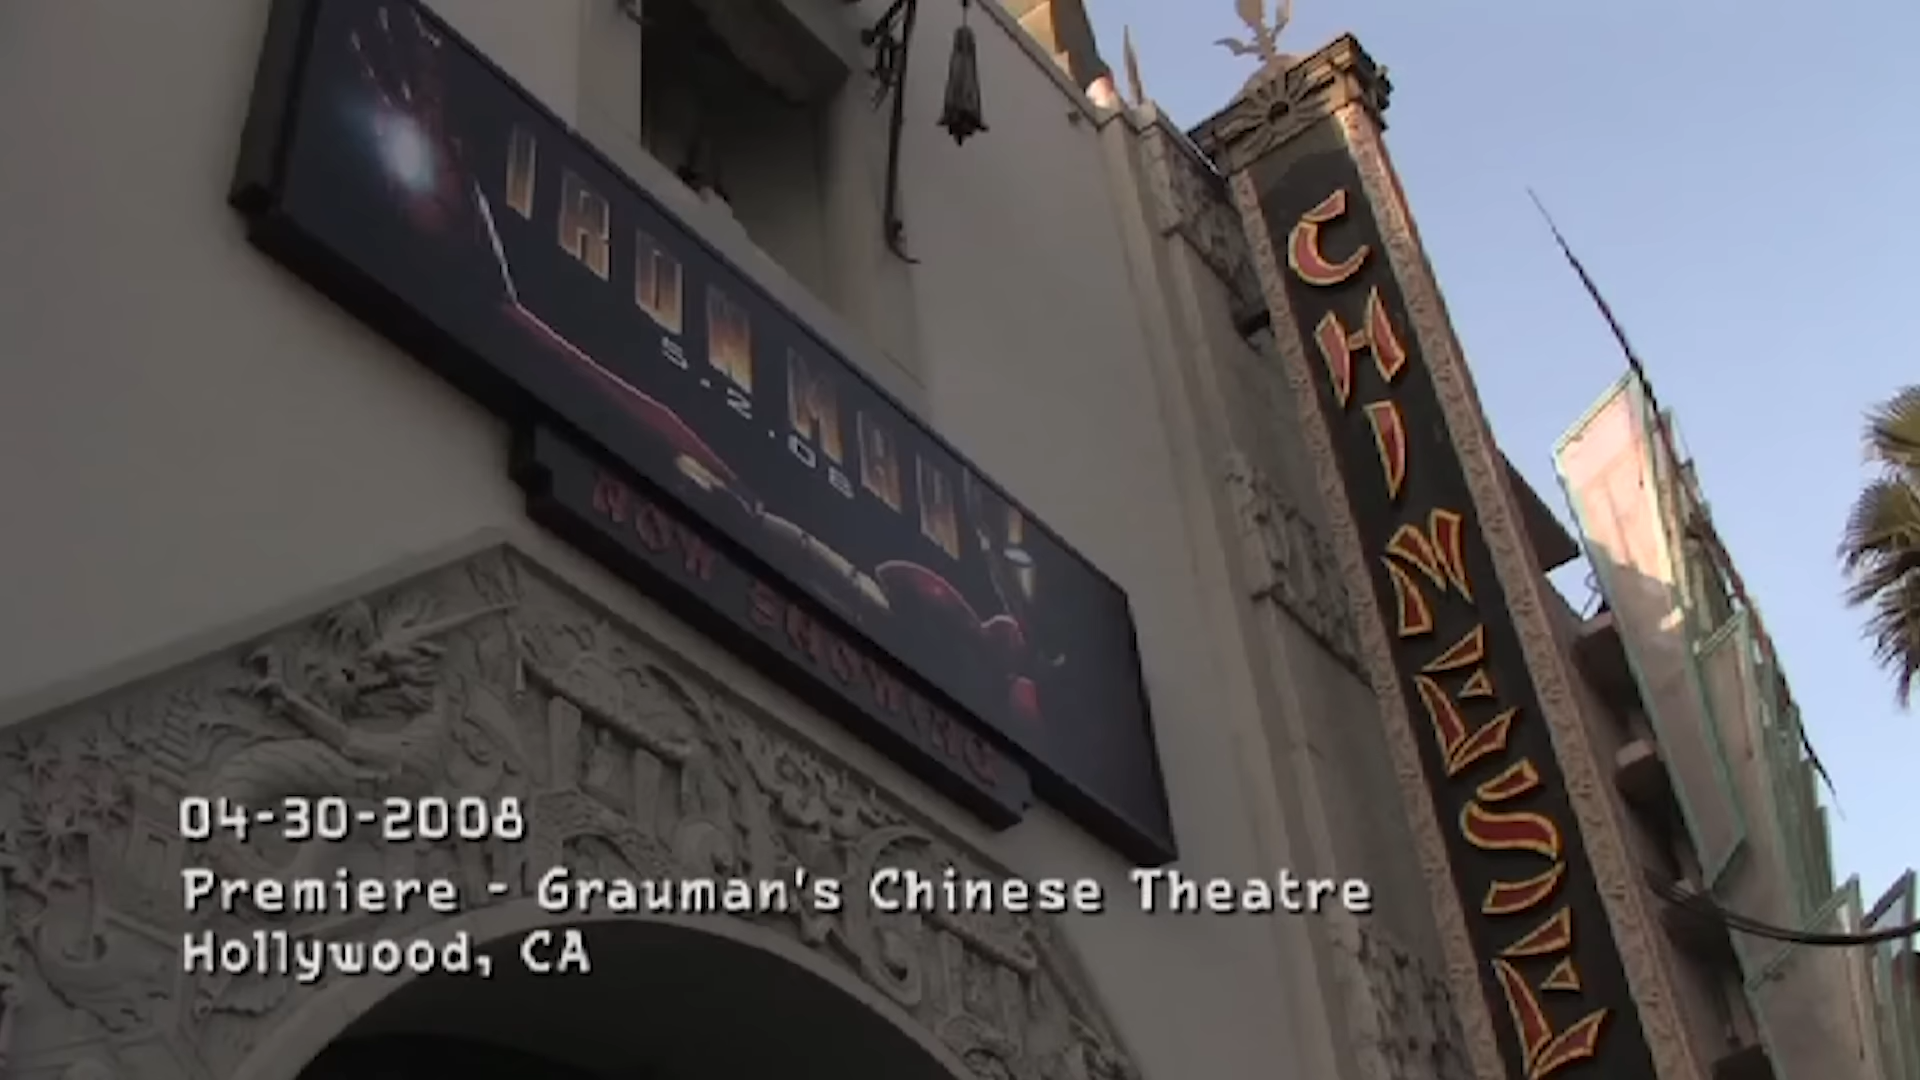 IRON MAN
5.2.08
NOW SHOWING
CHINESE
04-30-2008
Premiere - Grauman's Chinese Theatre
Hollywood, CA